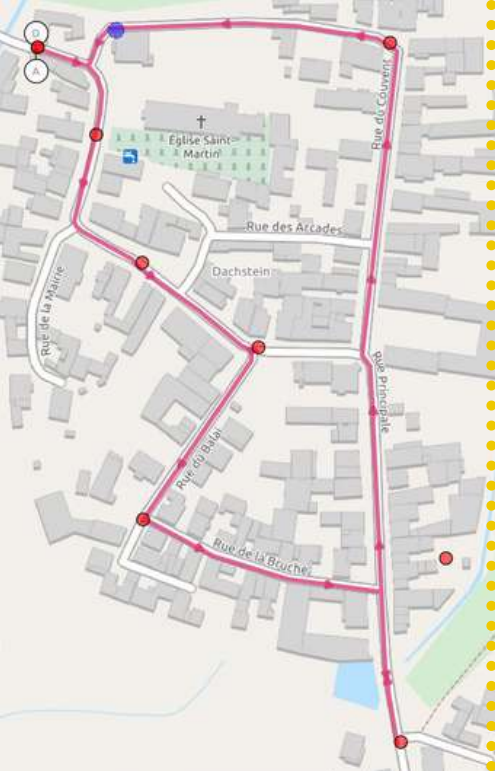 D
A
Rue du Couvent
Église Saint-
Martin
Rue des Arcades
Dachstein
Rue de la Mairie
Rue Principale
Rue du Balai
Rue de la Bruche